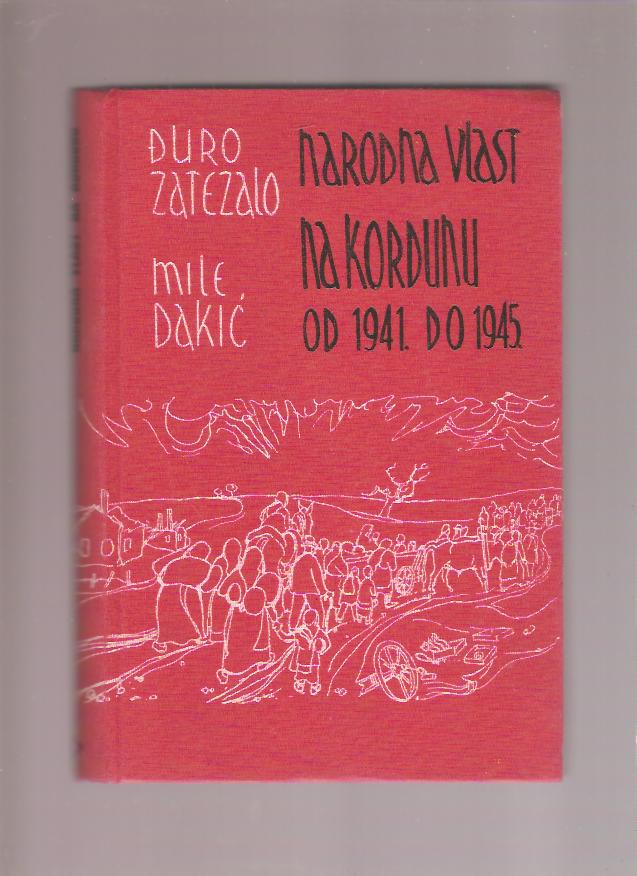 ĐURO
ZATEZALO
MILE
DAKIĆ
NARODNA VLAST
NA KORDUNU
OD 1941. DO 1945.